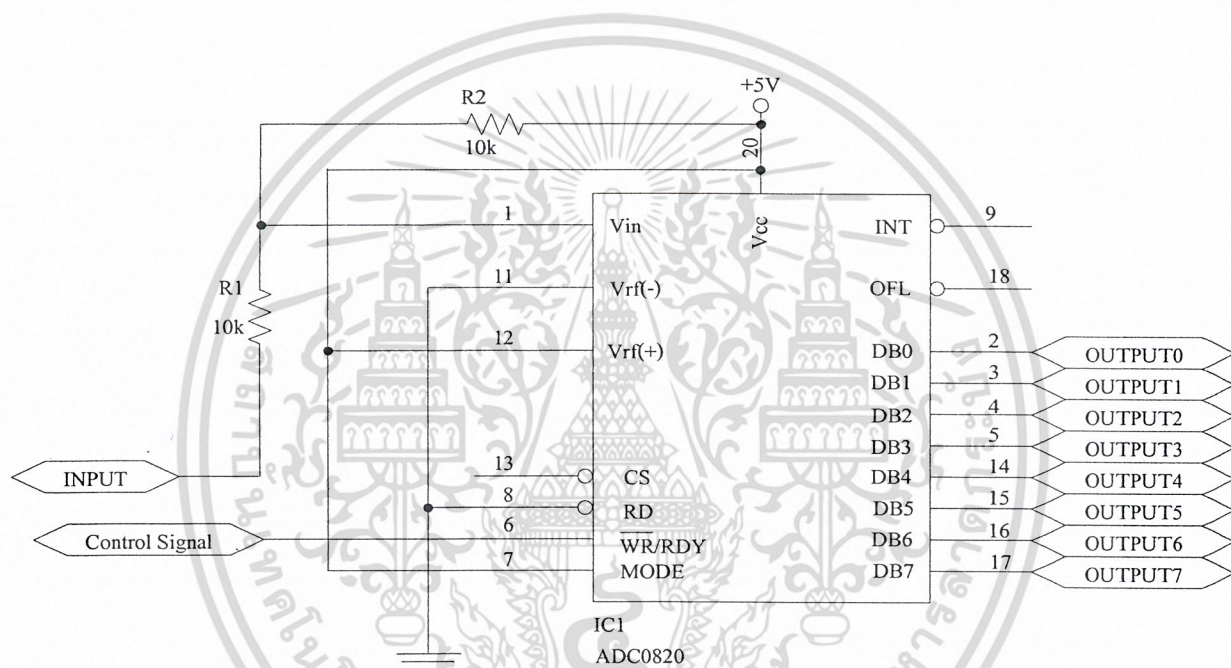 +5V
R2
10k
20
1
Vin
Vcc
INT
9
11
Vrf(-)
OFL
18
R1
10k
12
Vrf(+)
DB0
2
OUTPUT0
DB1
3
OUTPUT1
DB2
4
OUTPUT2
DB3
5
OUTPUT3
INPUT
13
CS
DB4
14
OUTPUT4
8
RD
DB5
15
OUTPUT5
Control Signal
6
WR/RDY
DB6
16
OUTPUT6
7
MODE
DB7
17
OUTPUT7
IC1
ADC0820